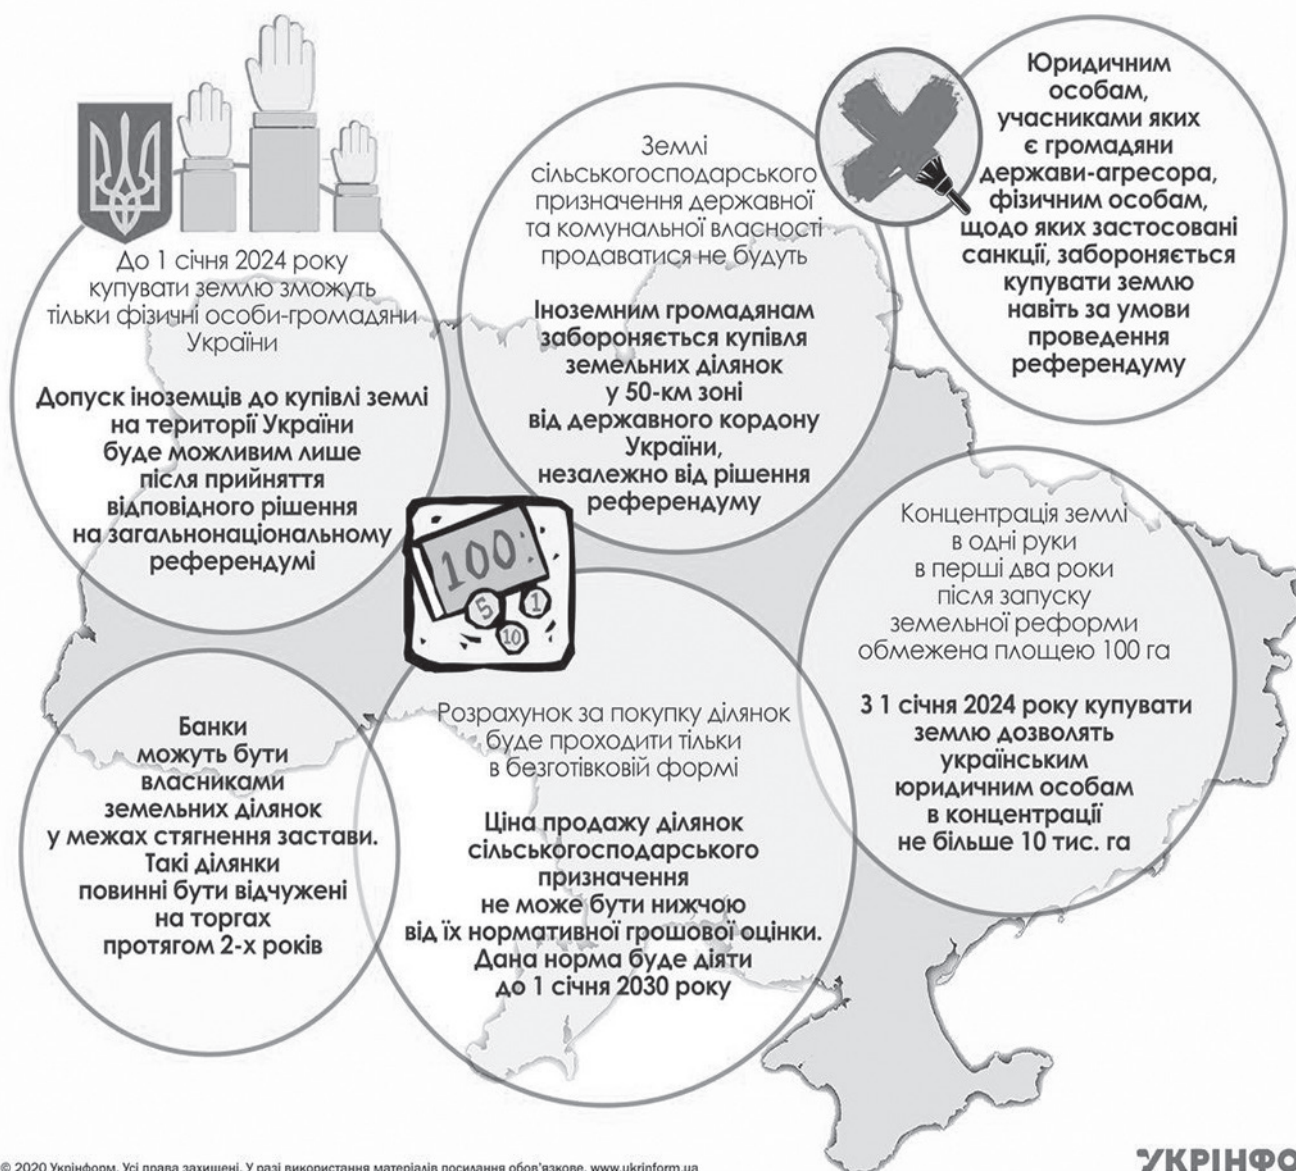 До 1 січня 2024 року
купувати землю зможуть
тільки фізичні особи-громадяни
України
Допуск іноземців до купівлі землі
на території України
буде можливим лише
після прийняття
відповідного рішення
на загальнонаціональному
референдумі
Землі
сільськогосподарського
призначення державної
та комунальної власності
продаватися не будуть
Іноземним громадянам
забороняється купівля
земельних ділянок
у 50-км зоні
від державного кордону
України,
незалежно від рішення
референдуму
Юридичним
особам,
учасниками яких
є громадяни
держави-агресора,
фізичним особам,
щодо яких застосовані
санкції, забороняється
купувати землю
навіть за умови
проведення
референдуму
100
5
1
10
Концентрація землі
в одні руки
в перші два роки
після запуску
земельної реформи
обмежена площею 100 га
З 1 січня 2024 року купувати
землю дозволять
українським
юридичним особам
в концентрації
не більше 10 тис. га
Банки
можуть бути
власниками
земельних ділянок
у межах стягнення застави.
Такі ділянки
повинні бути відчужені
на торгах
протягом 2-х років
Розрахунок за покупку ділянок
буде проходити тільки
в безготівковій формі
Ціна продажу ділянок
сільськогосподарського
призначення
не може бути нижчою
від їх нормативної грошової оцінки.
Дана норма буде діяти
до 1 січня 2030 року
© 2020 Укрінформ. Усі права захищені. У разі використання матеріалів посилання обов'язкове. www.ukrinform.ua
УКРІНФО